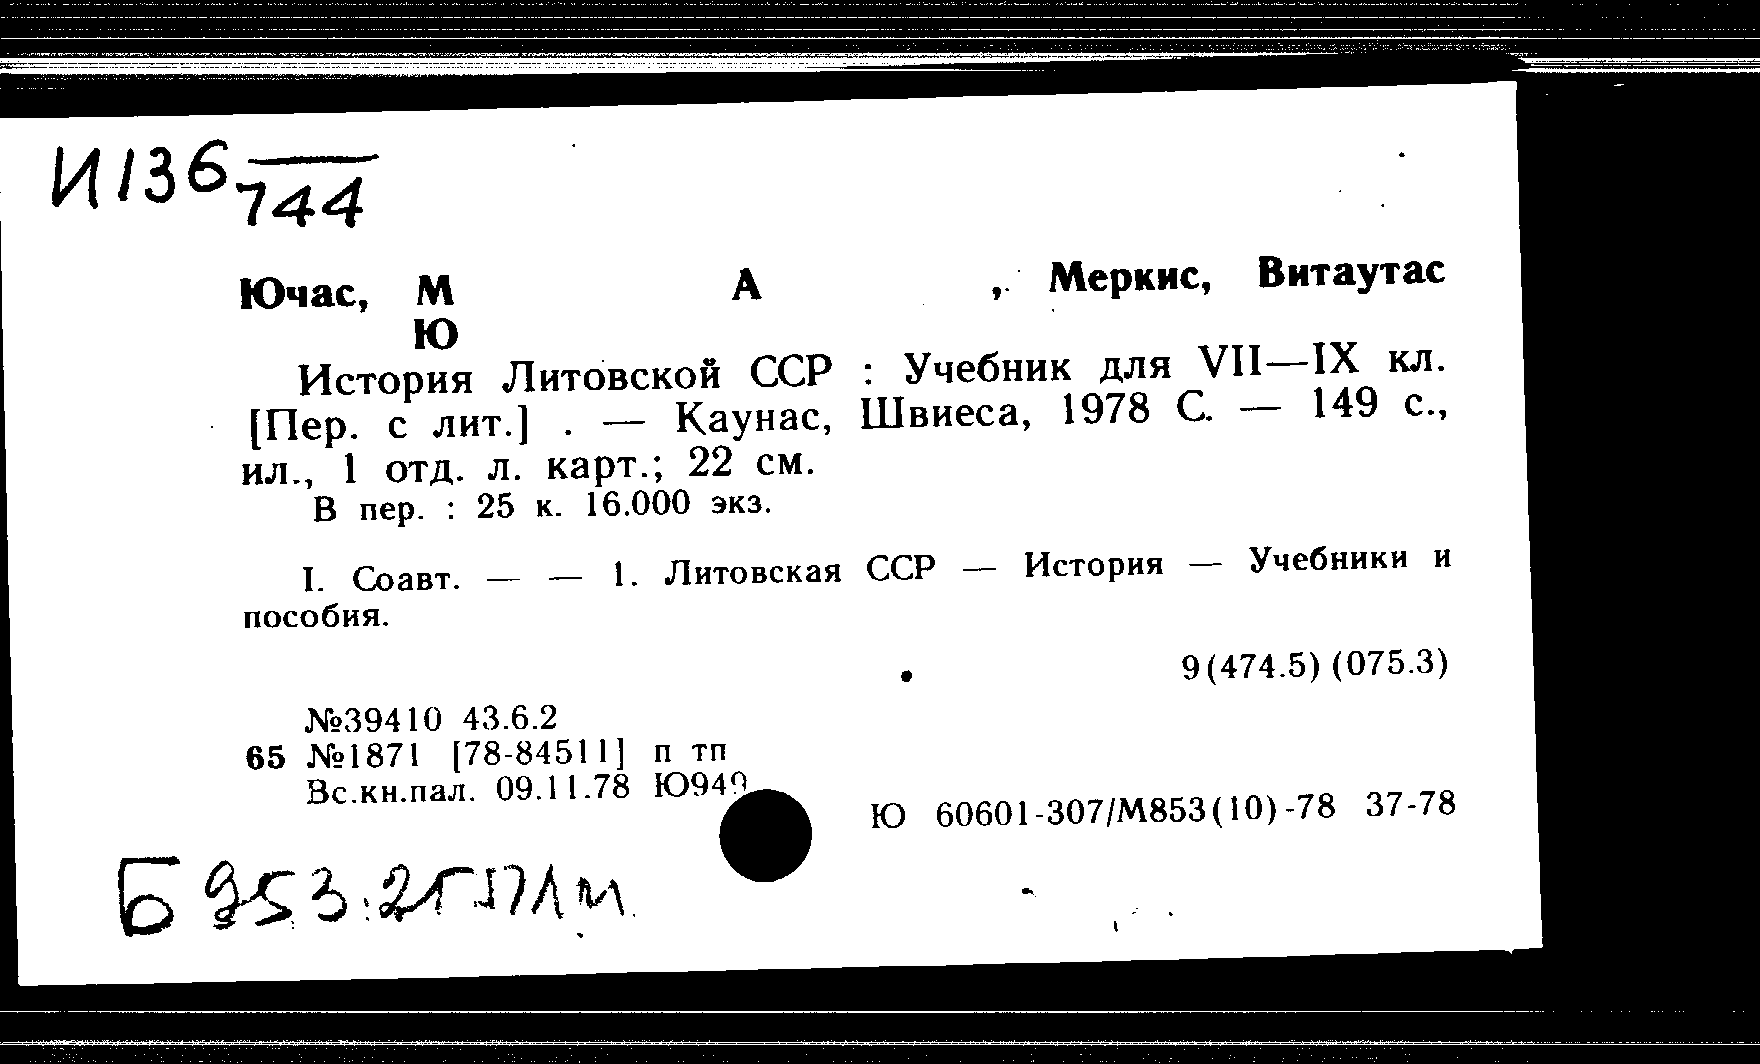 И136 744
Ючас, М А , Меркис, Витаутас
Ю
История Литовской ССР : Учебник для VII—IX кл.
[Пер. с лит.] . — Каунас, Швиеса, 1978 С. — 149 с.,
ил., 1 отд. л. карт.; 22 см.
В пер. : 25 к. 16.000 экз.
I. Соавт. — — 1. Литовская ССР — История — Учебники и
пособия.
9(474.5)(075.3)
№39410 43.6.2
65 №1871 [78-84511] п тп
Вс.кн.пал. 09.11.78 Ю949
Ю 60601-307/М853(10)-78 37-78
Б